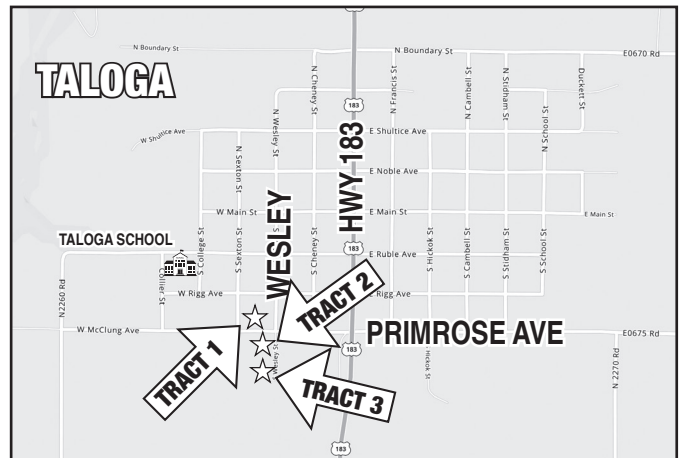 N Boundary St
N Boundary St
E0670 Rd
TALOGA
N Cheney St
N Francis St
N Cambell St
N Stidham St
Duckett St
183
N Wesley St
W Shultice Ave
E Shultice Ave
HWY 183
N Sexton St
N School St
E Noble Ave
WESLEY
W Main St
E Main St
E Main St
TALOGA SCHOOL
S College St
S Sexton St
S Cheney St
183
E Ruble Ave
S Hickok St
S Cambell St
S Stidham St
S School St
Collier St
N2260 Rd
W Rigg Ave
E Rigg Ave
TRACT 2
W McClung Ave
PRIMROSE AVE
E0675 Rd
TRACT 1
S Wesley St
183
Hickok St
N 2270 Rd
TRACT 3
183